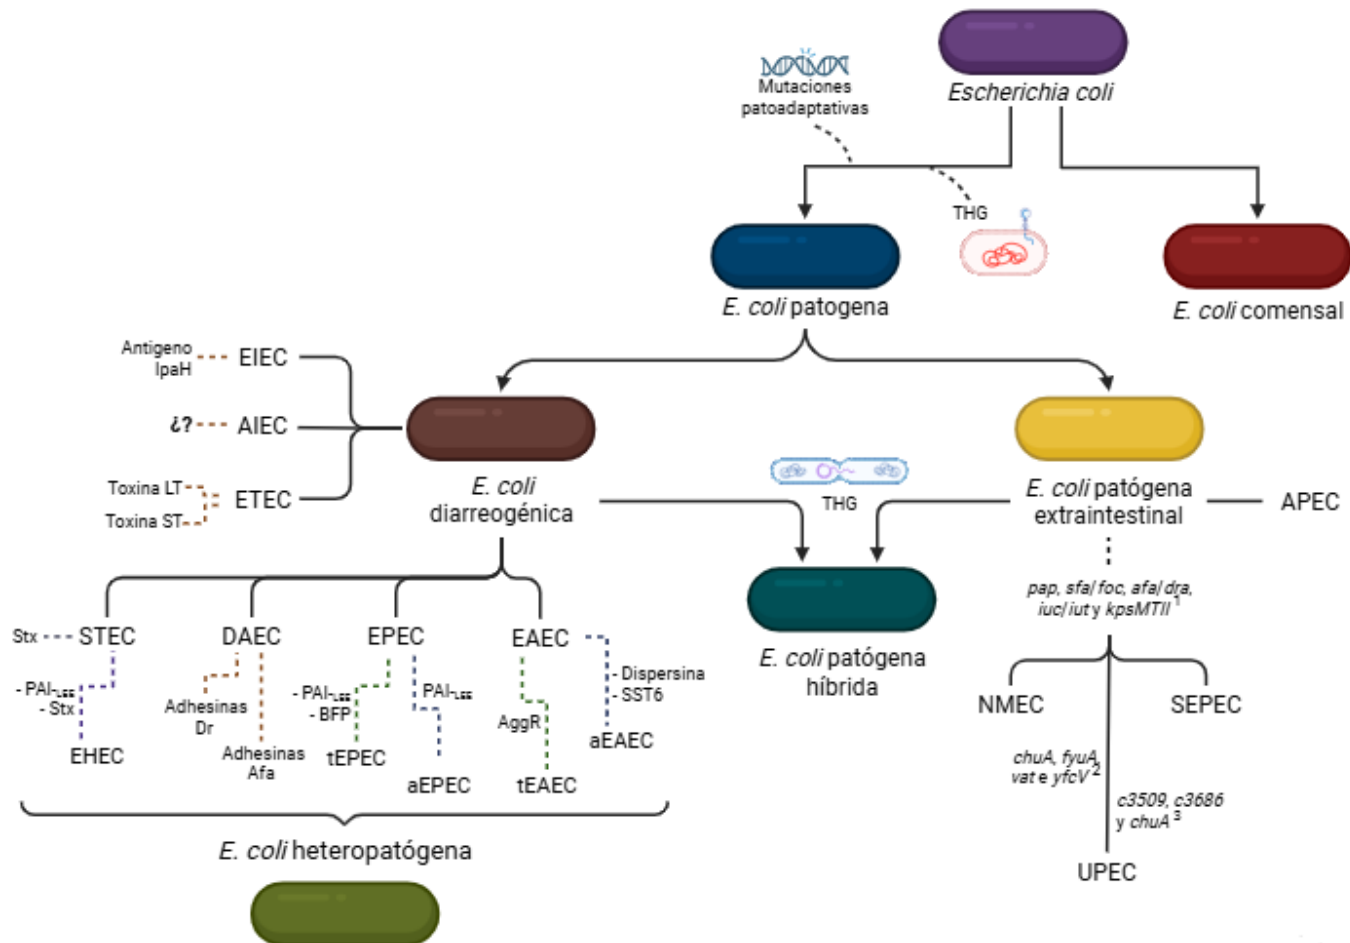 Escherichia coli
Mutaciones
patoadaptativas
THG
E. coli patogena
E. coli comensal
Antigeno
IpaH
EIEC
¿?
AIEC
Toxina LT
Toxina ST
ETEC
E. coli
diarreogénica
THG
E. coli patógena
extraintestinal
APEC
pap, sfa/foc, afa/dra,
iuc/iut y kpsMTII 1
E. coli patógena
híbrida
Stx
STEC
DAEC
EPEC
EAEC
- PAI-LEE
- Stx
EHEC
Adhesinas
Dr
Adhesinas
Afa
- PAI-LEE
- BFP
tEPEC
PAI-LEE
aEPEC
AggR
tEAEC
- Dispersina
- SST6
aEAEC
NMEC
SEPEC
chuA, fyuA,
vat e yfcV 2
c3509, c3686
y chuA 3
UPEC
E. coli heteropatógena